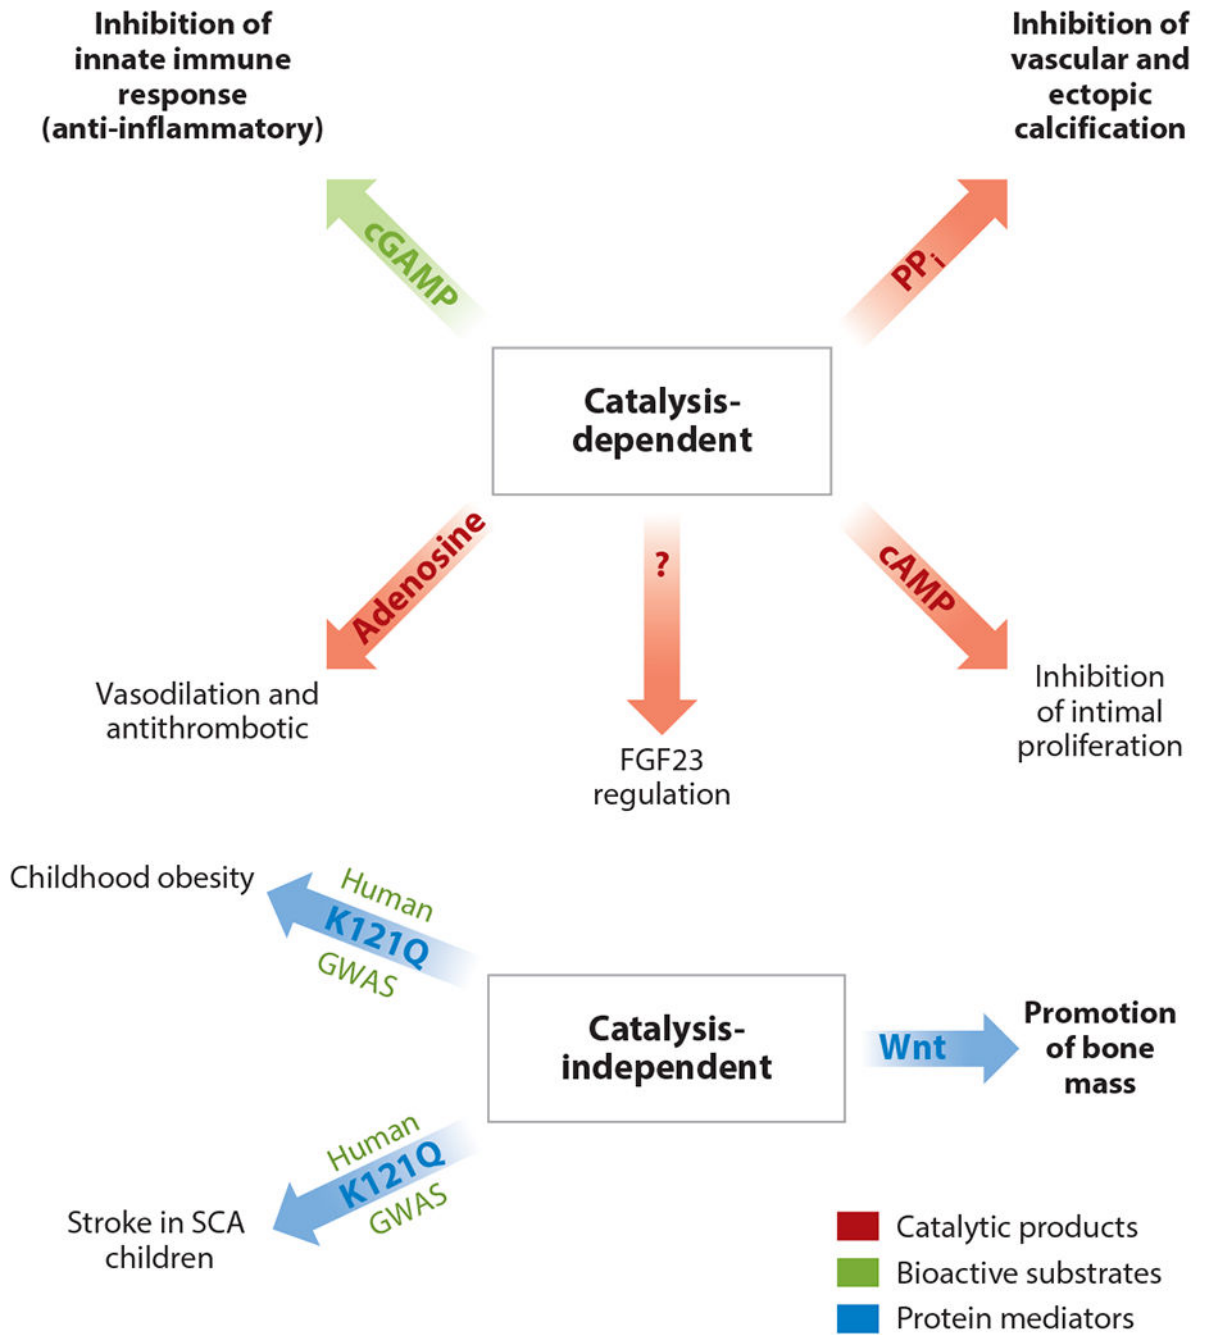 Inhibition of
innate immune
response
(anti-inflammatory)
Inhibition of
vascular and
ectopic
calcification
cGAMP
PPi
Catalysis-
dependent
Adenosine
?
cAMP
Vasodilation and
antithrombotic
FGF23
regulation
Inhibition
of intimal
proliferation
Childhood obesity
Human
K121Q
GWAS
Catalysis-
independent
Wnt
Promotion
of bone
mass
Human
K121Q
GWAS
Stroke in SCA
children
Catalytic products
Bioactive substrates
Protein mediators